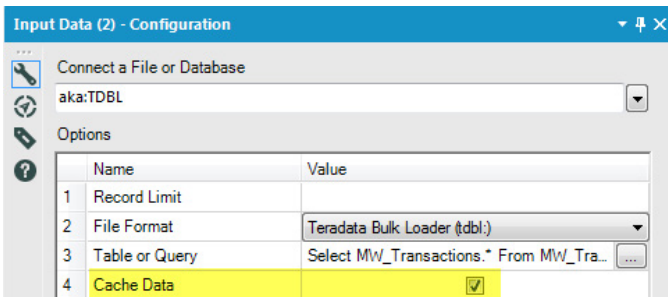 Input Data (2) - Configuration
Connect a File or Database
aka:TDBL
Options
Name Value
1 Record Limit
2 File Format Teradata Bulk Loader (tdbl:)
3 Table or Query Select MW_Transactions.* From MW_Tra... ...
4 Cache Data